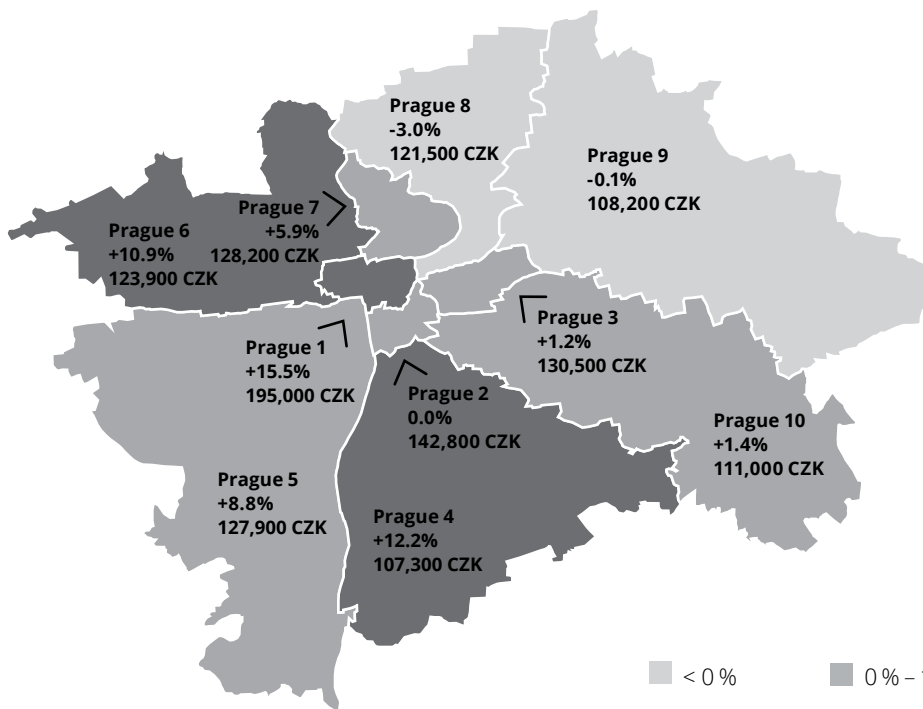 Prague 8
-3.0%
121,500 CZK
Prague 9
-0.1%
108,200 CZK
Prague 7
+5.9%
128,200 CZK
Prague 6
+10.9%
123,900 CZK
Prague 3
+1.2%
130,500 CZK
Prague 1
+15.5%
195,000 CZK
Prague 2
0.0%
142,800 CZK
Prague 10
+1.4%
111,000 CZK
Prague 5
+8.8%
127,900 CZK
Prague 4
+12.2%
107,300 CZK
< 0 %
0 % –